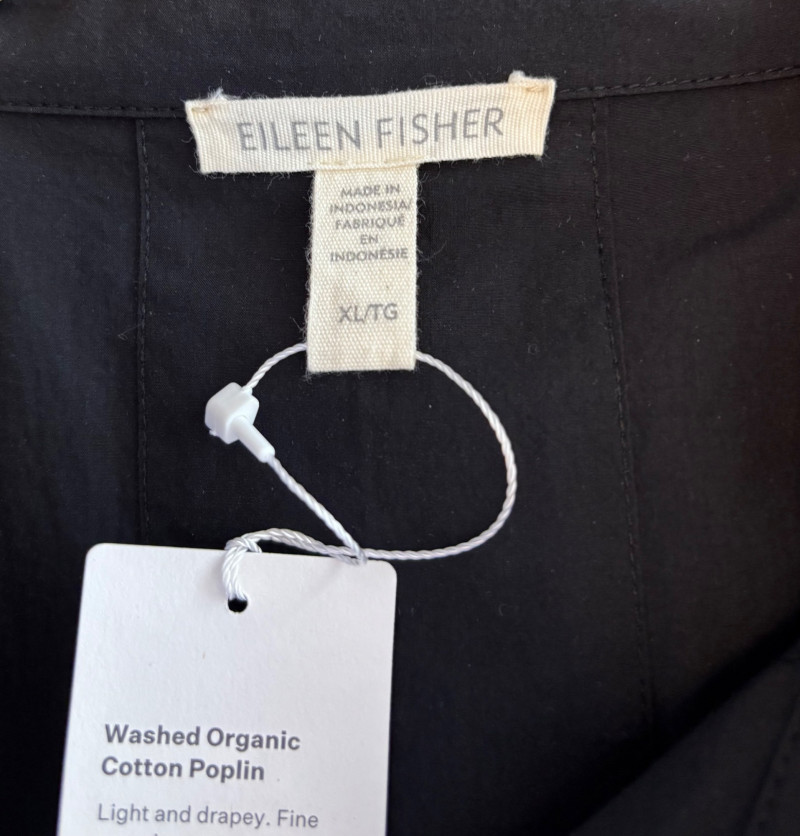 EILEEN FISHER
MADE IN
INDONESIA/
FABRIQUÉ
EN
INDONÉSIE
XL/TG
Washed Organic
Cotton Poplin
Light and drapey. Fine